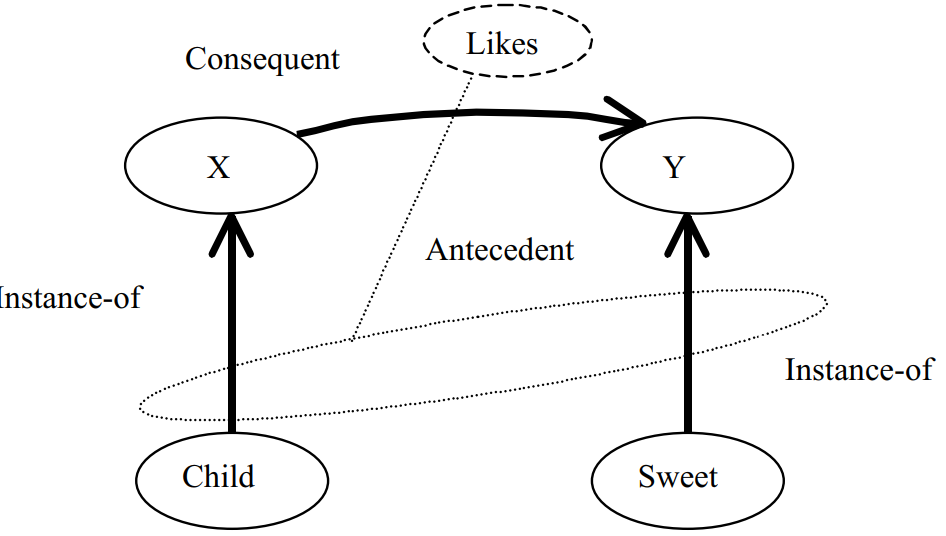 Likes
Consequent
X
Y
Antecedent
Instance-of
Instance-of
Child
Sweet